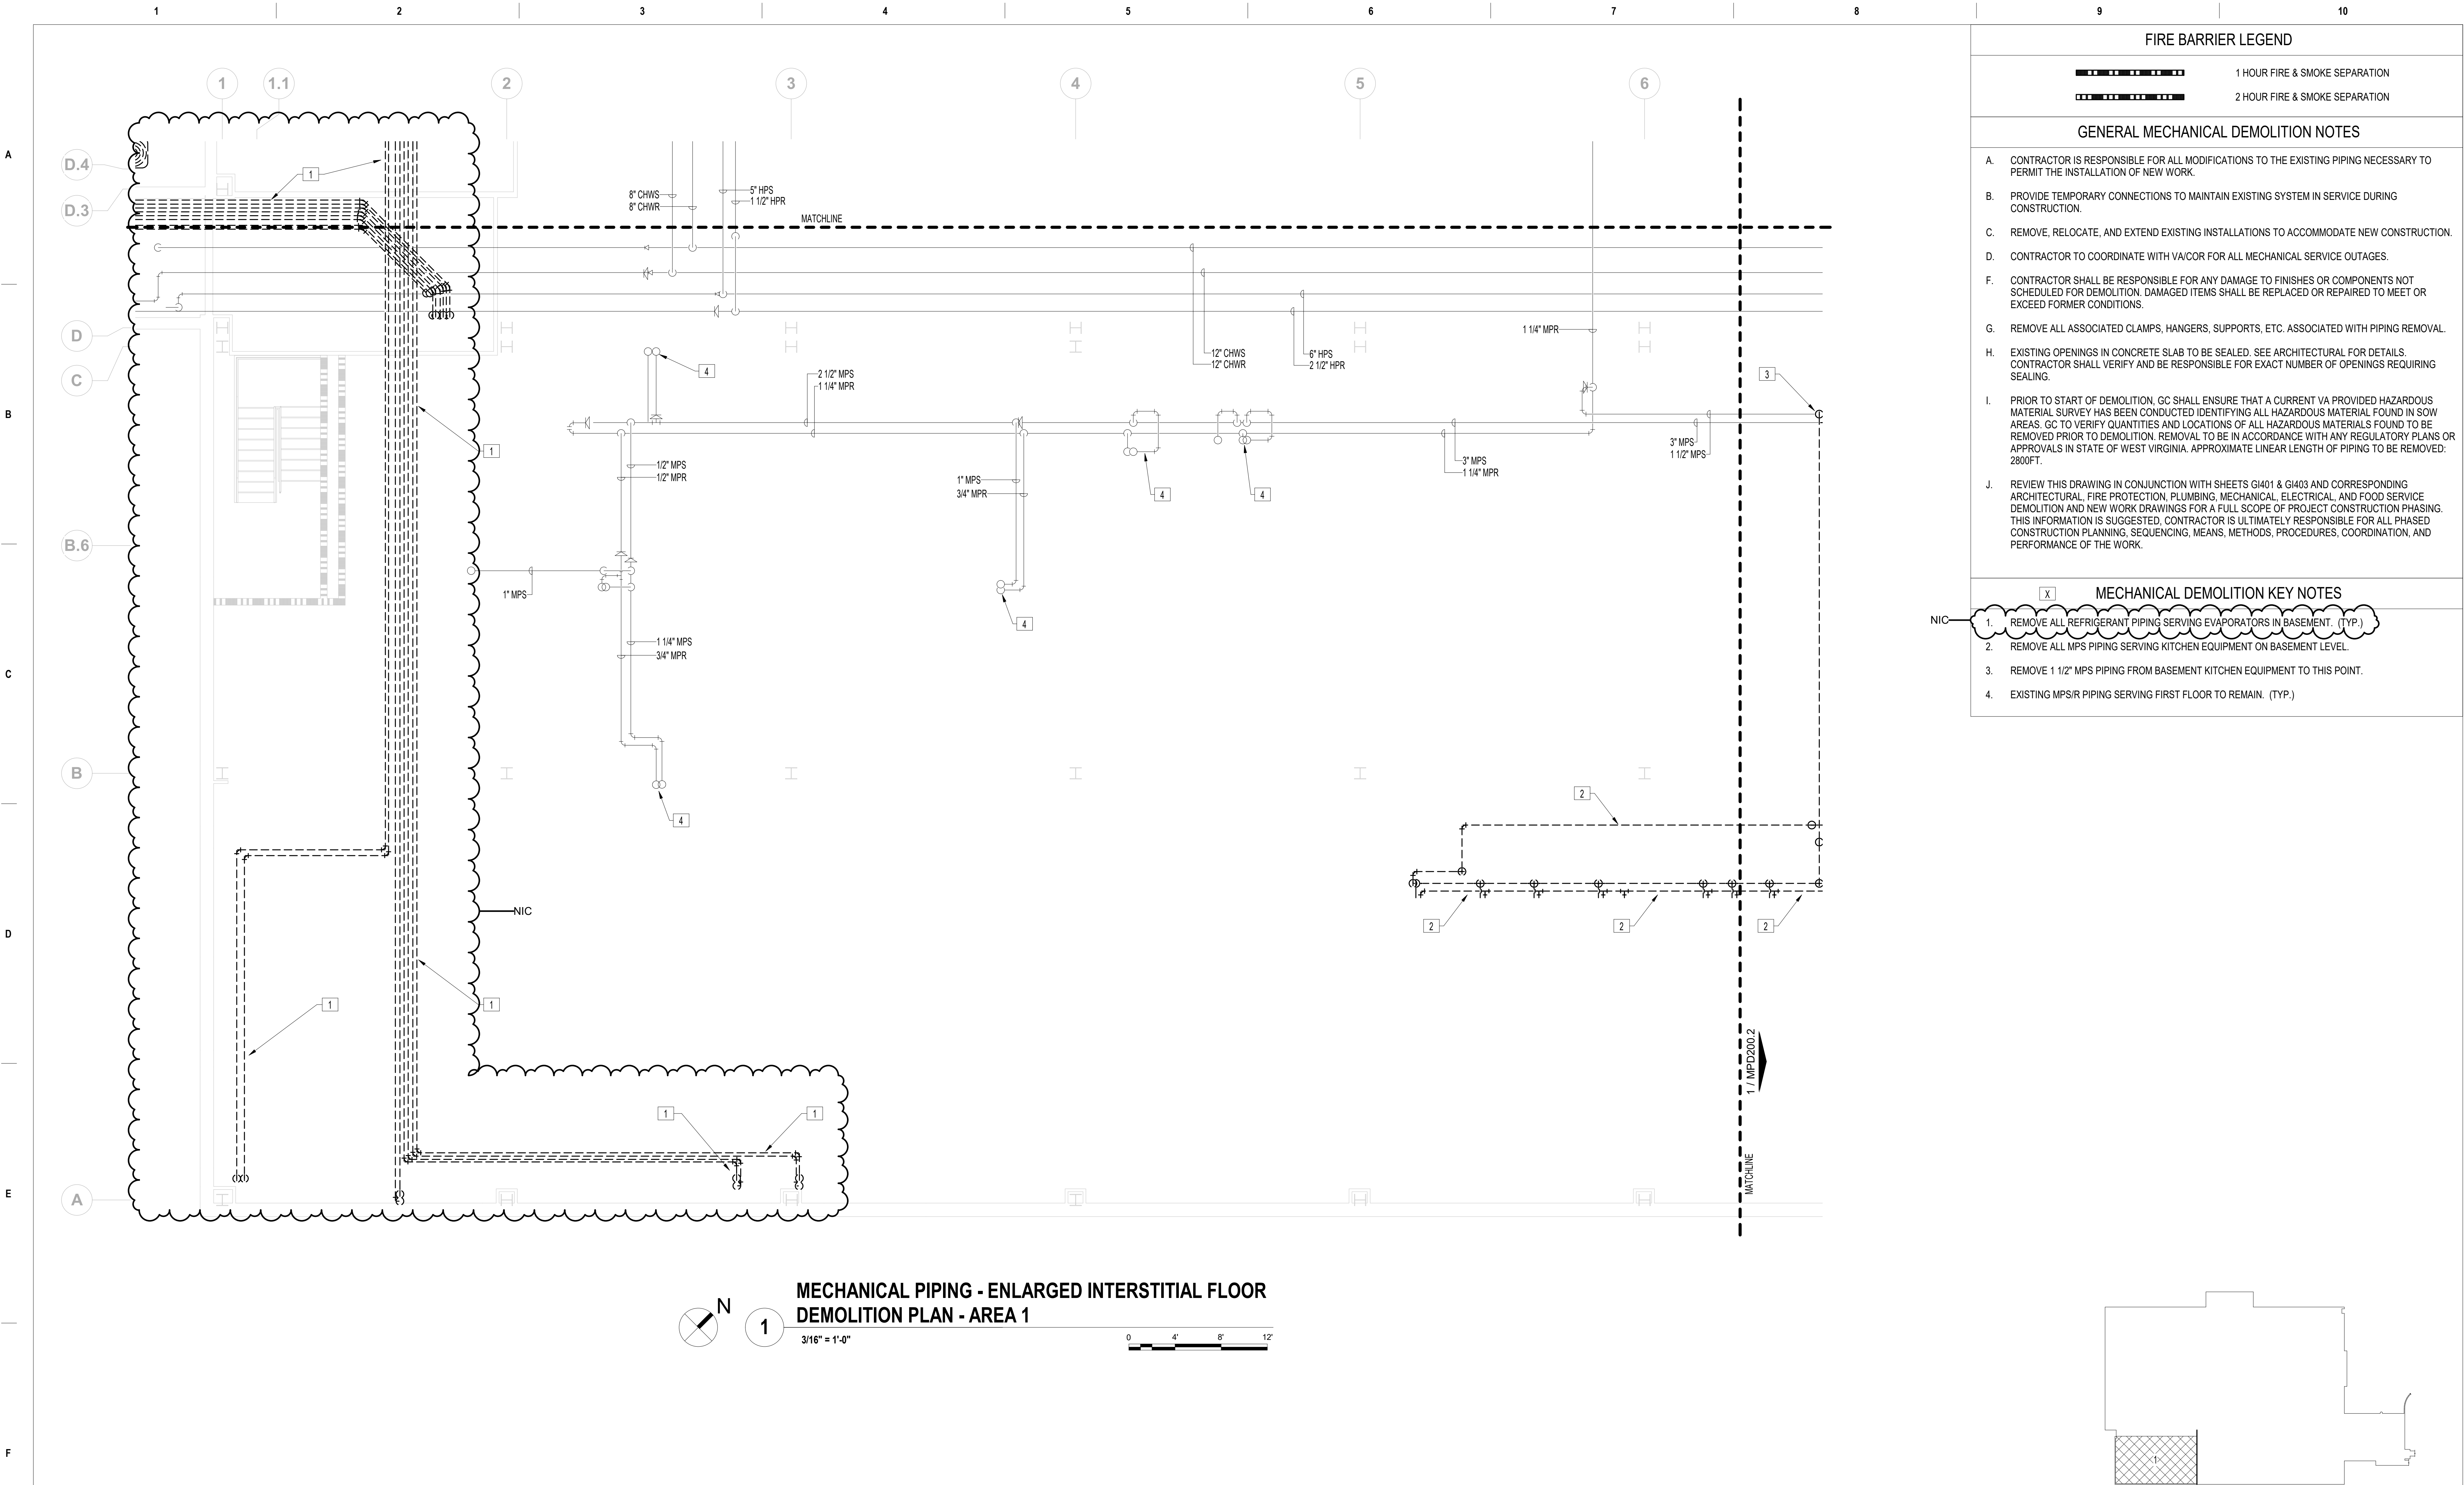 1 2 3 4 5 6 7 8 9 10
A
B
C
D
E
F
1 1.1 2 3 4 5 6
D.4
D.3
D
C
B.6
B
A
1
8" CHWS
8" CHWR
5" HPS
1 1/2" HPR
MATCHLINE
12" CHWS
12" CHWR
6" HPS
2 1/2" HPR
1 1/4" MPR
4
2 1/2" MPS
1 1/4" MPR
3
1
1/2" MPS
1/2" MPR
1" MPS
3/4" MPR
4
4
3" MPS
1 1/4" MPR
3" MPS
1 1/2" MPS
1" MPS
4
1 1/4" MPS
3/4" MPR
4
2
NIC
2
2
2
1
1
1
1
1 / MPD200.2
MATCHLINE
N
1
MECHANICAL PIPING - ENLARGED INTERSTITIAL FLOOR
DEMOLITION PLAN - AREA 1
3/16" = 1'-0"
0 4' 8' 12'
FIRE BARRIER LEGEND
1 HOUR FIRE & SMOKE SEPARATION
2 HOUR FIRE & SMOKE SEPARATION
GENERAL MECHANICAL DEMOLITION NOTES
A. CONTRACTOR IS RESPONSIBLE FOR ALL MODIFICATIONS TO THE EXISTING PIPING NECESSARY TO
PERMIT THE INSTALLATION OF NEW WORK.
B. PROVIDE TEMPORARY CONNECTIONS TO MAINTAIN EXISTING SYSTEM IN SERVICE DURING
CONSTRUCTION.
C. REMOVE, RELOCATE, AND EXTEND EXISTING INSTALLATIONS TO ACCOMMODATE NEW CONSTRUCTION.
D. CONTRACTOR TO COORDINATE WITH VA/COR FOR ALL MECHANICAL SERVICE OUTAGES.
F. CONTRACTOR SHALL BE RESPONSIBLE FOR ANY DAMAGE TO FINISHES OR COMPONENTS NOT
SCHEDULED FOR DEMOLITION. DAMAGED ITEMS SHALL BE REPLACED OR REPAIRED TO MEET OR
EXCEED FORMER CONDITIONS.
G. REMOVE ALL ASSOCIATED CLAMPS, HANGERS, SUPPORTS, ETC. ASSOCIATED WITH PIPING REMOVAL.
H. EXISTING OPENINGS IN CONCRETE SLAB TO BE SEALED. SEE ARCHITECTURAL FOR DETAILS.
CONTRACTOR SHALL VERIFY AND BE RESPONSIBLE FOR EXACT NUMBER OF OPENINGS REQUIRING
SEALING.
I. PRIOR TO START OF DEMOLITION, GC SHALL ENSURE THAT A CURRENT VA PROVIDED HAZARDOUS
MATERIAL SURVEY HAS BEEN CONDUCTED IDENTIFYING ALL HAZARDOUS MATERIAL FOUND IN SOW
AREAS. GC TO VERIFY QUANTITIES AND LOCATIONS OF ALL HAZARDOUS MATERIALS FOUND TO BE
REMOVED PRIOR TO DEMOLITION. REMOVAL TO BE IN ACCORDANCE WITH ANY REGULATORY PLANS OR
APPROVALS IN STATE OF WEST VIRGINIA. APPROXIMATE LINEAR LENGTH OF PIPING TO BE REMOVED:
2800FT.
J. REVIEW THIS DRAWING IN CONJUNCTION WITH SHEETS GI401 & GI403 AND CORRESPONDING
ARCHITECTURAL, FIRE PROTECTION, PLUMBING, MECHANICAL, ELECTRICAL, AND FOOD SERVICE
DEMOLITION AND NEW WORK DRAWINGS FOR A FULL SCOPE OF PROJECT CONSTRUCTION PHASING.
THIS INFORMATION IS SUGGESTED, CONTRACTOR IS ULTIMATELY RESPONSIBLE FOR ALL PHASED
CONSTRUCTION PLANNING, SEQUENCING, MEANS, METHODS, PROCEDURES, COORDINATION, AND
PERFORMANCE OF THE WORK.
X MECHANICAL DEMOLITION KEY NOTES
NIC
1. REMOVE ALL REFRIGERANT PIPING SERVING EVAPORATORS IN BASEMENT. (TYP.)
2. REMOVE ALL MPS PIPING SERVING KITCHEN EQUIPMENT ON BASEMENT LEVEL.
3. REMOVE 1 1/2" MPS PIPING FROM BASEMENT KITCHEN EQUIPMENT TO THIS POINT.
4. EXISTING MPS/R PIPING SERVING FIRST FLOOR TO REMAIN. (TYP.)
1